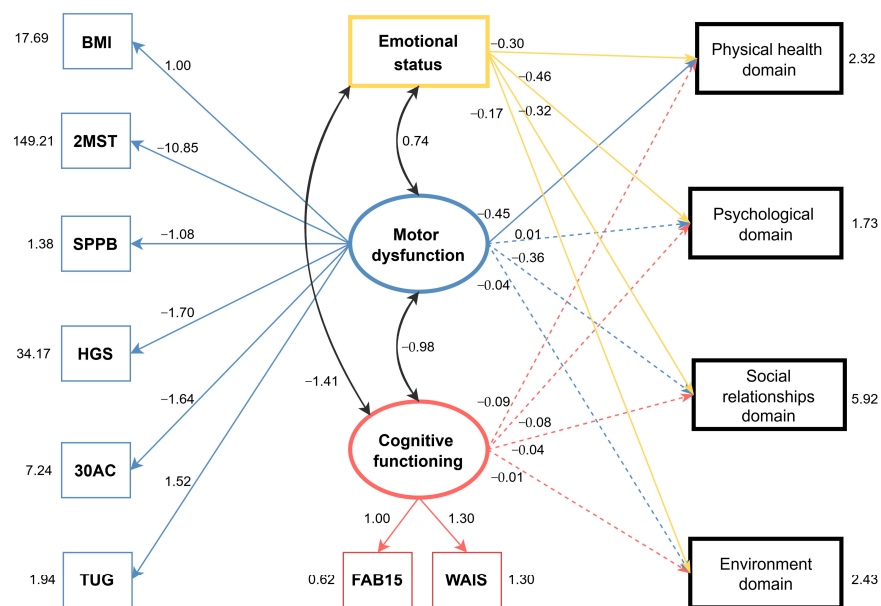 17.69
BMI
1.00
149.21
2MST
−10.85
1.38
SPPB
−1.08
34.17
HGS
−1.70
7.24
30AC
−1.64
1.94
TUG
1.52
Emotional
status
0.74
Motor
dysfunction
−0.98
−1.41
Cognitive
functioning
1.00
1.30
0.62
FAB15
WAIS
1.30
−0.30
−0.46
−0.32
−0.17
−0.45
0.01
−0.36
−0.04
−0.09
−0.08
−0.04
−0.01
Physical health
domain
2.32
Psychological
domain
1.73
Social
relationships
domain
5.92
Environment
domain
2.43